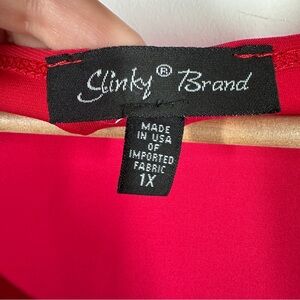 Slinky® Brand
MADE
IN USA
OF
IMPORTED
FABRIC
1X